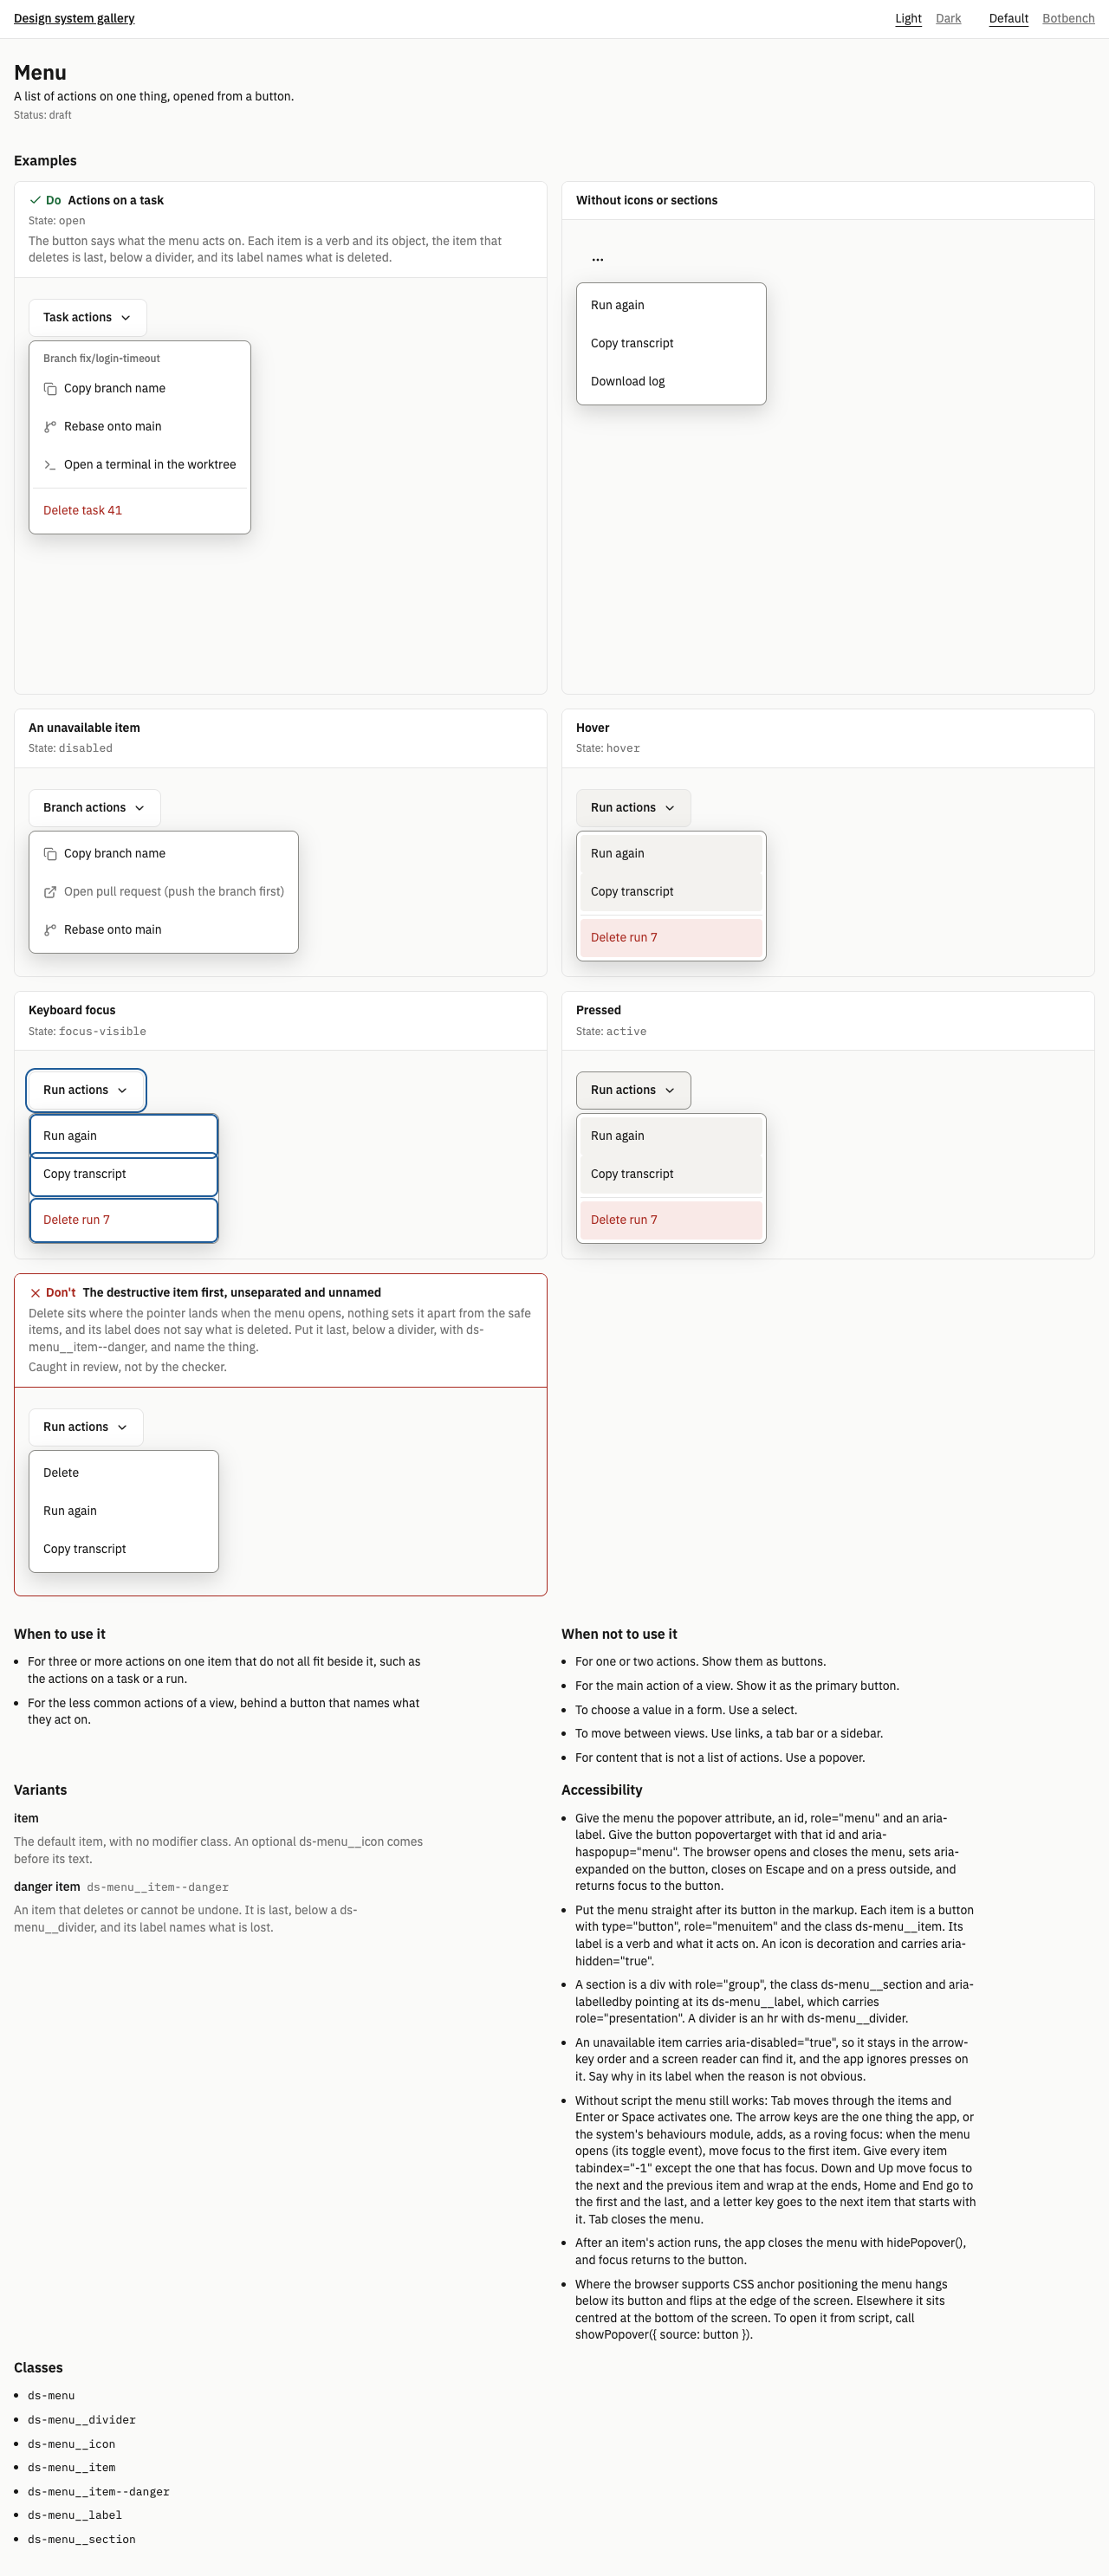 Design system gallery
Light Dark Default Botbench
Menu
A list of actions on one thing, opened from a button.
Status: draft
Examples
Do Actions on a task
State: open
The button says what the menu acts on. Each item is a verb and its object, the item that
deletes is last, below a divider, and its label names what is deleted.
Task actions
Branch fix/login-timeout
Copy branch name
Rebase onto main
Open a terminal in the worktree
Delete task 41
Without icons or sections
...
Run again
Copy transcript
Download log
An unavailable item
State: disabled
Branch actions
Copy branch name
Open pull request (push the branch first)
Rebase onto main
Hover
State: hover
Run actions
Run again
Copy transcript
Delete run 7
Keyboard focus
State: focus-visible
Run actions
Run again
Copy transcript
Delete run 7
Pressed
State: active
Run actions
Run again
Copy transcript
Delete run 7
Don't The destructive item first, unseparated and unnamed
Delete sits where the pointer lands when the menu opens, nothing sets it apart from the safe
items, and its label does not say what is deleted. Put it last, below a divider, with ds-
menu__item--danger, and name the thing.
Caught in review, not by the checker.
Run actions
Delete
Run again
Copy transcript
When to use it
For three or more actions on one item that do not all fit beside it, such as
the actions on a task or a run.
For the less common actions of a view, behind a button that names what
they act on.
When not to use it
For one or two actions. Show them as buttons.
For the main action of a view. Show it as the primary button.
To choose a value in a form. Use a select.
To move between views. Use links, a tab bar or a sidebar.
For content that is not a list of actions. Use a popover.
Variants
item
The default item, with no modifier class. An optional ds-menu__icon comes
before its text.
danger item ds-menu__item--danger
An item that deletes or cannot be undone. It is last, below a ds-
menu__divider, and its label names what is lost.
Accessibility
Give the menu the popover attribute, an id, role="menu" and an aria-
label. Give the button popovertarget with that id and aria-
haspopup="menu". The browser opens and closes the menu, sets aria-
expanded on the button, closes on Escape and on a press outside, and
returns focus to the button.
Put the menu straight after its button in the markup. Each item is a button
with type="button", role="menuitem" and the class ds-menu__item. Its
label is a verb and what it acts on. An icon is decoration and carries aria-
hidden="true".
A section is a div with role="group", the class ds-menu__section and aria-
labelledby pointing at its ds-menu__label, which carries
role="presentation". A divider is an hr with ds-menu__divider.
An unavailable item carries aria-disabled="true", so it stays in the arrow-
key order and a screen reader can find it, and the app ignores presses on
it. Say why in its label when the reason is not obvious.
Without script the menu still works: Tab moves through the items and
Enter or Space activates one. The arrow keys are the one thing the app, or
the system's behaviours module, adds, as a roving focus: when the menu
opens (its toggle event), move focus to the first item. Give every item
tabindex="-1" except the one that has focus. Down and Up move focus to
the next and the previous item and wrap at the ends, Home and End go to
the first and the last, and a letter key goes to the next item that starts with
it. Tab closes the menu.
After an item's action runs, the app closes the menu with hidePopover(),
and focus returns to the button.
Where the browser supports CSS anchor positioning the menu hangs
below its button and flips at the edge of the screen. Elsewhere it sits
centred at the bottom of the screen. To open it from script, call
showPopover({ source: button }).
Classes
ds-menu
ds-menu__divider
ds-menu__icon
ds-menu__item
ds-menu__item--danger
ds-menu__label
ds-menu__section